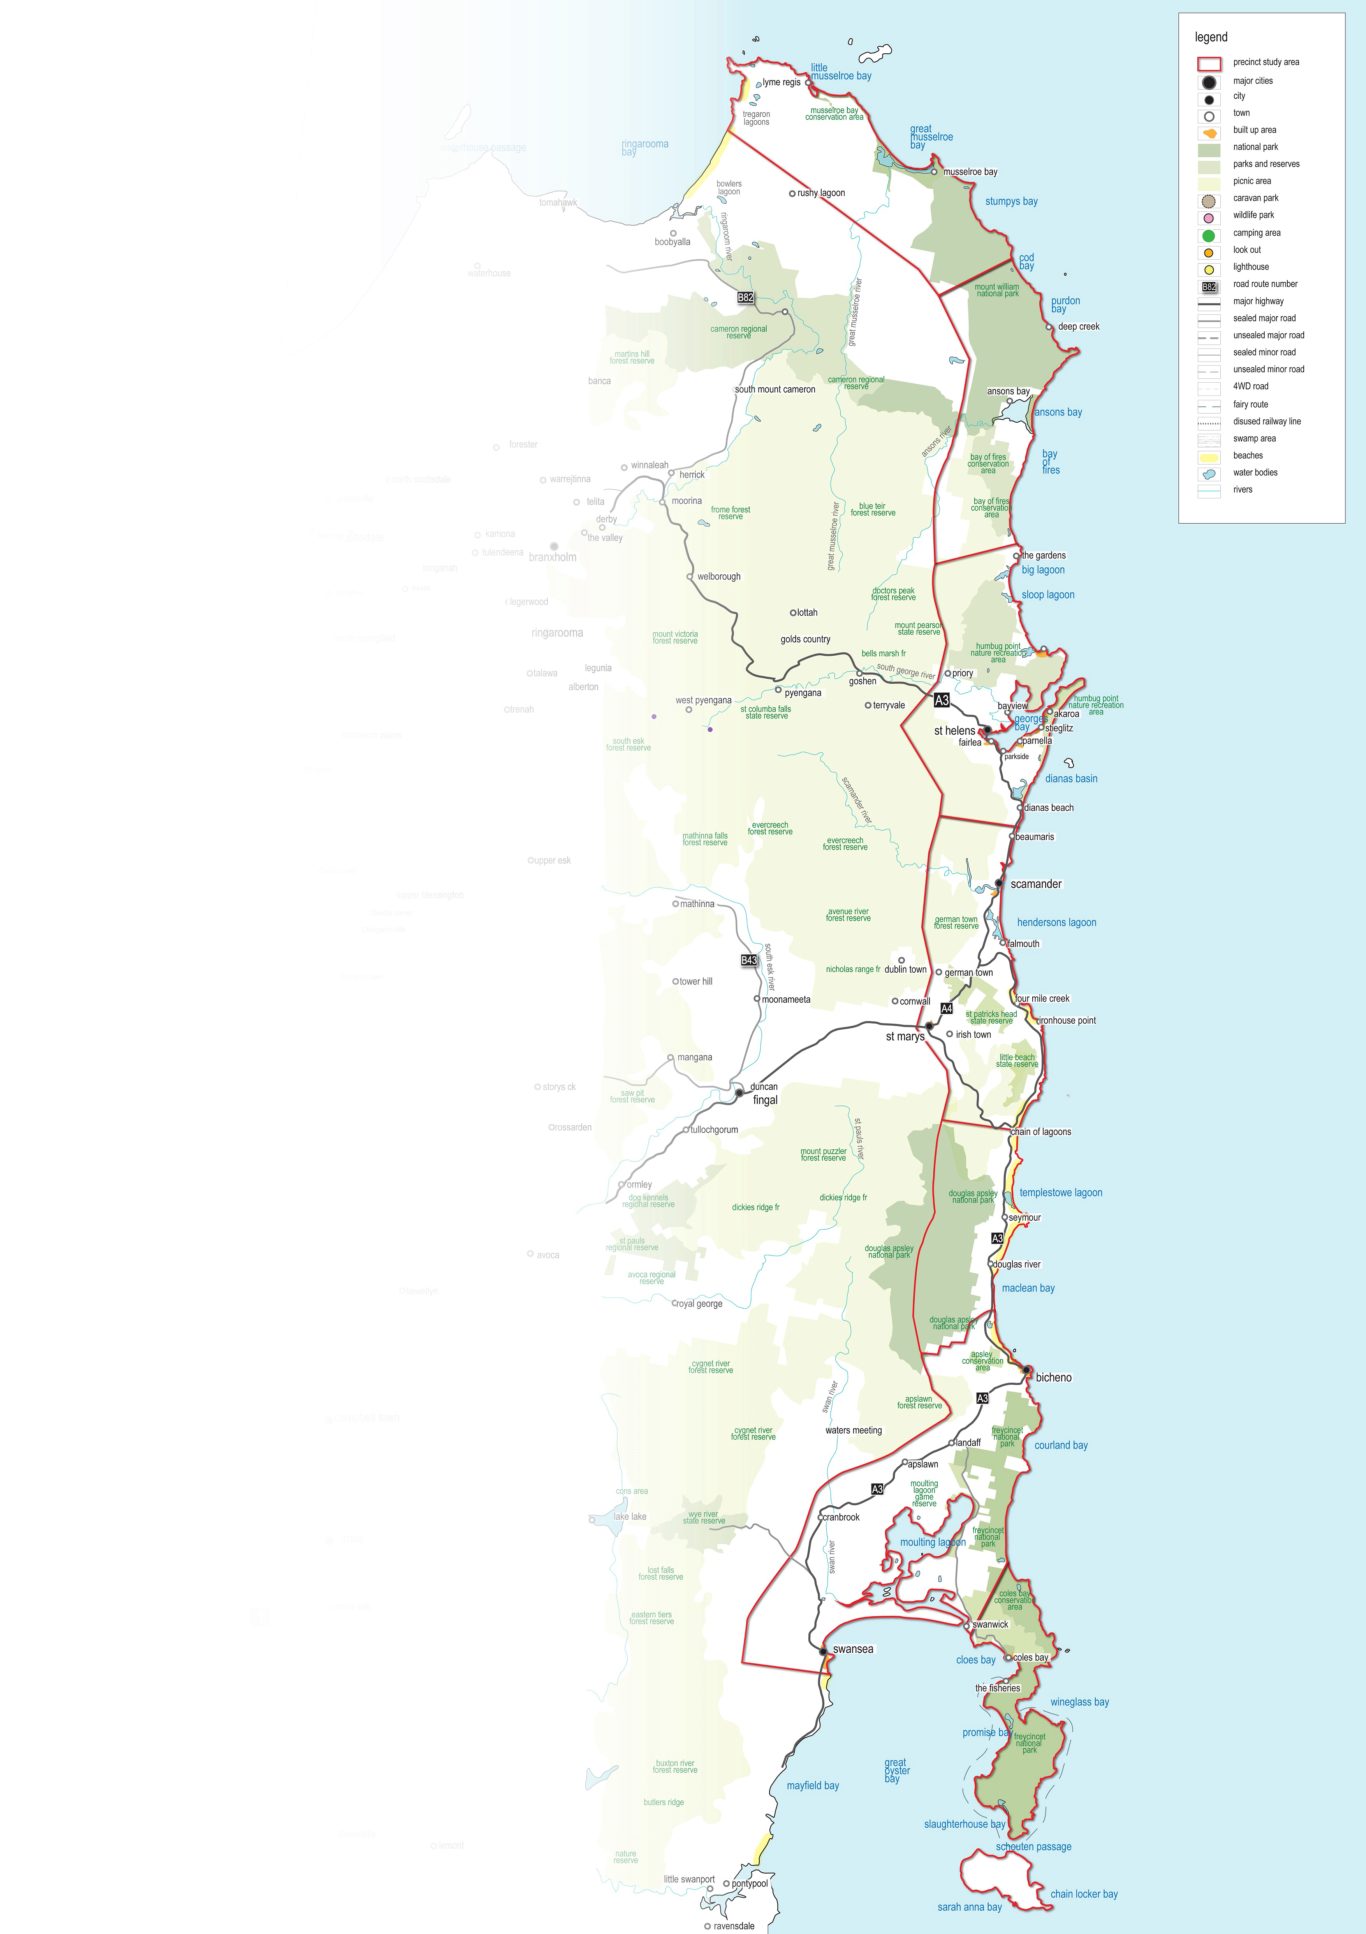 legend
precinct study area
major cities
city
town
built up area
national park
parks and reserves
picnic area
caravan park
wildlife park
camping area
look out
lighthouse
B82
road route number
major highway
sealed major road
unsealed major road
sealed minor road
unsealed minor road
4WD road
fairy route
disused railway line
swamp area
beaches
water bodies
rivers
little
musselroe bay
lyme regis
tregaron
lagoons
musselroe bay
conservation area
ringarooma
bay
great
musselroe
bay
musselroe bay
bowlers
lagoon
rushy lagoon
stumpys bay
tomahawk
boobyalla
ringaroom river
waterhouse
cod
bay
mount william
national park
purdon
bay
B82
great musselroe river
deep creek
cameron regional
reserve
martins hill
forest reserve
banca
south mount cameron
cameron regional
reserve
ansons bay
ansons bay
ansons river
forester
bay
of
fires
bay of fires
conservation
area
winnaleah
herrick
warrejtinna
telita
moorina
derby
the valley
frome forest
reserve
blue teir
forest reserve
bay of fires
conservatio
area
great musselroe river
kamona
tulendeena
branxholm
the gardens
big lagoon
welborough
sloop lagoon
doctors peak
forest reserve
legerwood
lottah
ringarooma
mount victoria
forest reserve
golds country
mount pearson
state reserve
bells marsh fr
humbug point
nature recreatio
area
legunia
talawa
alberton
goshen
south george river
priory
pyengana
west pyengana
A3
terryvale
st columba falls
state reserve
trenah
bayview
humbug point
nature recreation
area
akaroa
georges
bay
stieglitz
st helens
fairlea
parnella
parkside
south esk
forest reserve
dianas basin
scamander river
dianas beach
evercreech
forest reserve
mathinna falls
forest reserve
evercreech
forest reserve
beaumaris
upper esk
scamander
mathinna
avenue river
forest reserve
german town
forest reserve
hendersons lagoon
falmouth
B43
south esk river
nicholas range fr
dublin town
german town
tower hill
moonameeta
cornwall
A4
four mile creek
st patricks head
state reserve
ironhouse point
st marys
irish town
mangana
little beach
state reserve
storys ck
duncan
fingal
saw pit
forest reserve
rossarden
tullochgorum
chain of lagoons
st pauls river
mount puzzler
forest reserve
ormley
dog kennels
regional reserve
dickies ridge fr
dickies ridge fr
douglas apsley
national park
templestowe lagoon
seymour
st pauls
regional reserve
avoca
douglas apsley
national park
A3
douglas river
avoca regional
reserve
maclean bay
royal george
douglas apsley
national park
cygnet river
forest reserve
apsley
conservation
area
bicheno
apslawn
forest reserve
A3
swan river
cygnet river
forest reserve
waters meeting
freycincet
national
park
courland bay
landaff
apslawn
A3
moulting
lagoon
game
reserve
cons area
lake lake
wye river
state reserve
cranbrook
moulting lagoon
freycincet
national
park
swan river
lost falls
forest reserve
coles bay
conservatio
area
eastern tiers
forest reserve
swanwick
swansea
cloes bay
coles bay
the fisheries
wineglass bay
promise bay
freycincet
national
park
buxton river
forest reserve
great
oyster
bay
mayfield bay
butlers ridge
slaughterhouse bay
schouten passage
lemont
nature
reserve
little swanport
pontypool
chain locker bay
sarah anna bay
ravensdale